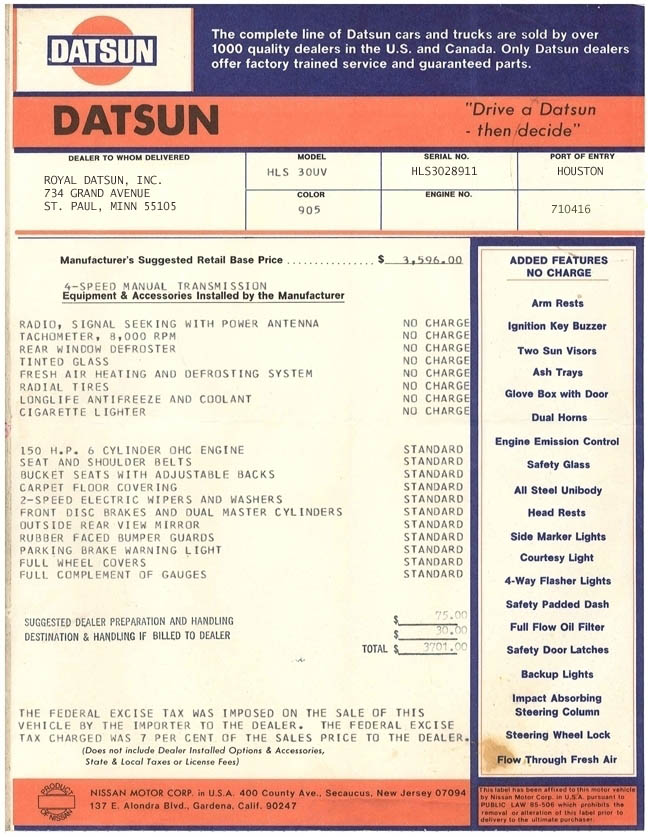 DATSUN
The complete line of Datsun cars and trucks are sold by over
1000 quality dealers in the U.S. and Canada. Only Datsun dealers
offer factory trained service and guaranteed parts.
DATSUN
"Drive a Datsun
- then decide"
DEALER TO WHOM DELIVERED
ROYAL DATSUN, INC.
734 GRAND AVENUE
ST. PAUL, MINN 55105
MODEL
HLS 30UV
SERIAL NO.
HLS3028911
PORT OF ENTRY
HOUSTON
COLOR
905
ENGINE NO.
710416
Manufacturer's Suggested Retail Base Price ............... $ 3,596.00
4-SPEED MANUAL TRANSMISSION
Equipment & Accessories Installed by the Manufacturer
RADIO, SIGNAL SEEKING WITH POWER ANTENNA NO CHARGE
TACHOMETER, 8,000 RPM NO CHARGE
REAR WINDOW DEFROSTER NO CHARGE
TINTED GLASS NO CHARGE
FRESH AIR HEATING AND DEFROSTING SYSTEM NO CHARGE
RADIAL TIRES NO CHARGE
LONGLIFE ANTIFREEZE AND COOLANT NO CHARGE
CIGARETTE LIGHTER NO CHARGE
150 H.P. 6 CYLINDER OHC ENGINE STANDARD
SEAT AND SHOULDER BELTS STANDARD
BUCKET SEATS WITH ADJUSTABLE BACKS STANDARD
CARPET FLOOR COVERING STANDARD
2-SPEED ELECTRIC WIPERS AND WASHERS STANDARD
FRONT DISC BRAKES AND DUAL MASTER CYLINDERS STANDARD
OUTSIDE REAR VIEW MIRROR STANDARD
RUBBER FACED BUMPER GUARDS STANDARD
PARKING BRAKE WARNING LIGHT STANDARD
FULL WHEEL COVERS STANDARD
FULL COMPLEMENT OF GAUGES STANDARD
SUGGESTED DEALER PREPARATION AND HANDLING $ 75.00
DESTINATION & HANDLING IF BILLED TO DEALER $ 30.00
TOTAL $ 3701.00
THE FEDERAL EXCISE TAX WAS IMPOSED ON THE SALE OF THIS
VEHICLE BY THE IMPORTER TO THE DEALER. THE FEDERAL EXCISE
TAX CHARGED WAS 7 PER CENT OF THE SALES PRICE TO THE DEALER.
(Does not include Dealer Installed Options & Accessories,
State & Local Taxes or License Fees)
ADDED FEATURES
NO CHARGE
Arm Rests
Ignition Key Buzzer
Two Sun Visors
Ash Trays
Glove Box with Door
Dual Horns
Engine Emission Control
Safety Glass
All Steel Unibody
Head Rests
Side Marker Lights
Courtesy Light
4-Way Flasher Lights
Safety Padded Dash
Full Flow Oil Filter
Safety Door Latches
Backup Lights
Impact Absorbing
Steering Column
Steering Wheel Lock
Flow Through Fresh Air
PRODUCT OF NISSAN
NISSAN MOTOR CORP. in U.S.A. 400 County Ave., Secaucus, New Jersey 07094
137 E. Alondra Blvd., Gardena, Calif. 90247
This label has been affixed to this motor vehicle
by Nissan Motor Corp. in U.S.A. pursuant to
PUBLIC LAW 85-506 which prohibits the
removal or alteration of this label prior to
delivery to the ultimate purchaser.